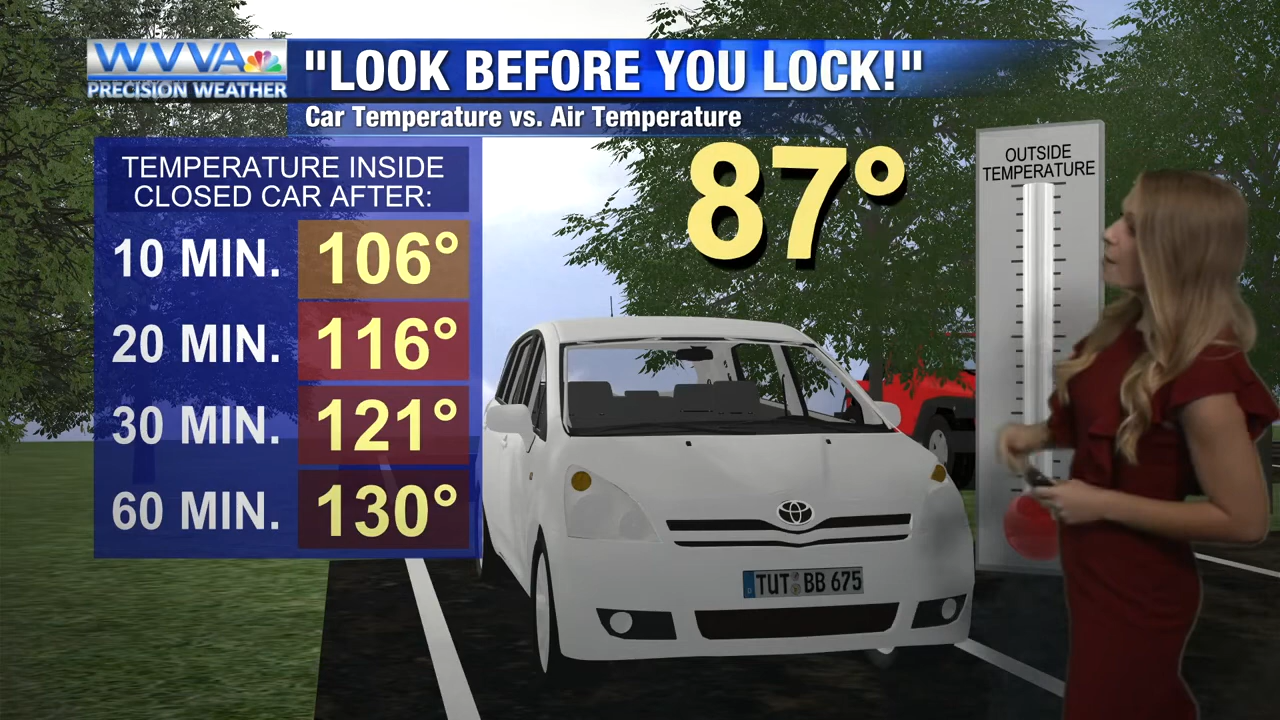 WVVA
PRECISION WEATHER
"LOOK BEFORE YOU LOCK!"
Car Temperature vs. Air Temperature
TEMPERATURE INSIDE
CLOSED CAR AFTER:
10 MIN. 106°
20 MIN. 116°
30 MIN. 121°
60 MIN. 130°
87°
OUTSIDE
TEMPERATURE
D TUT BB 675